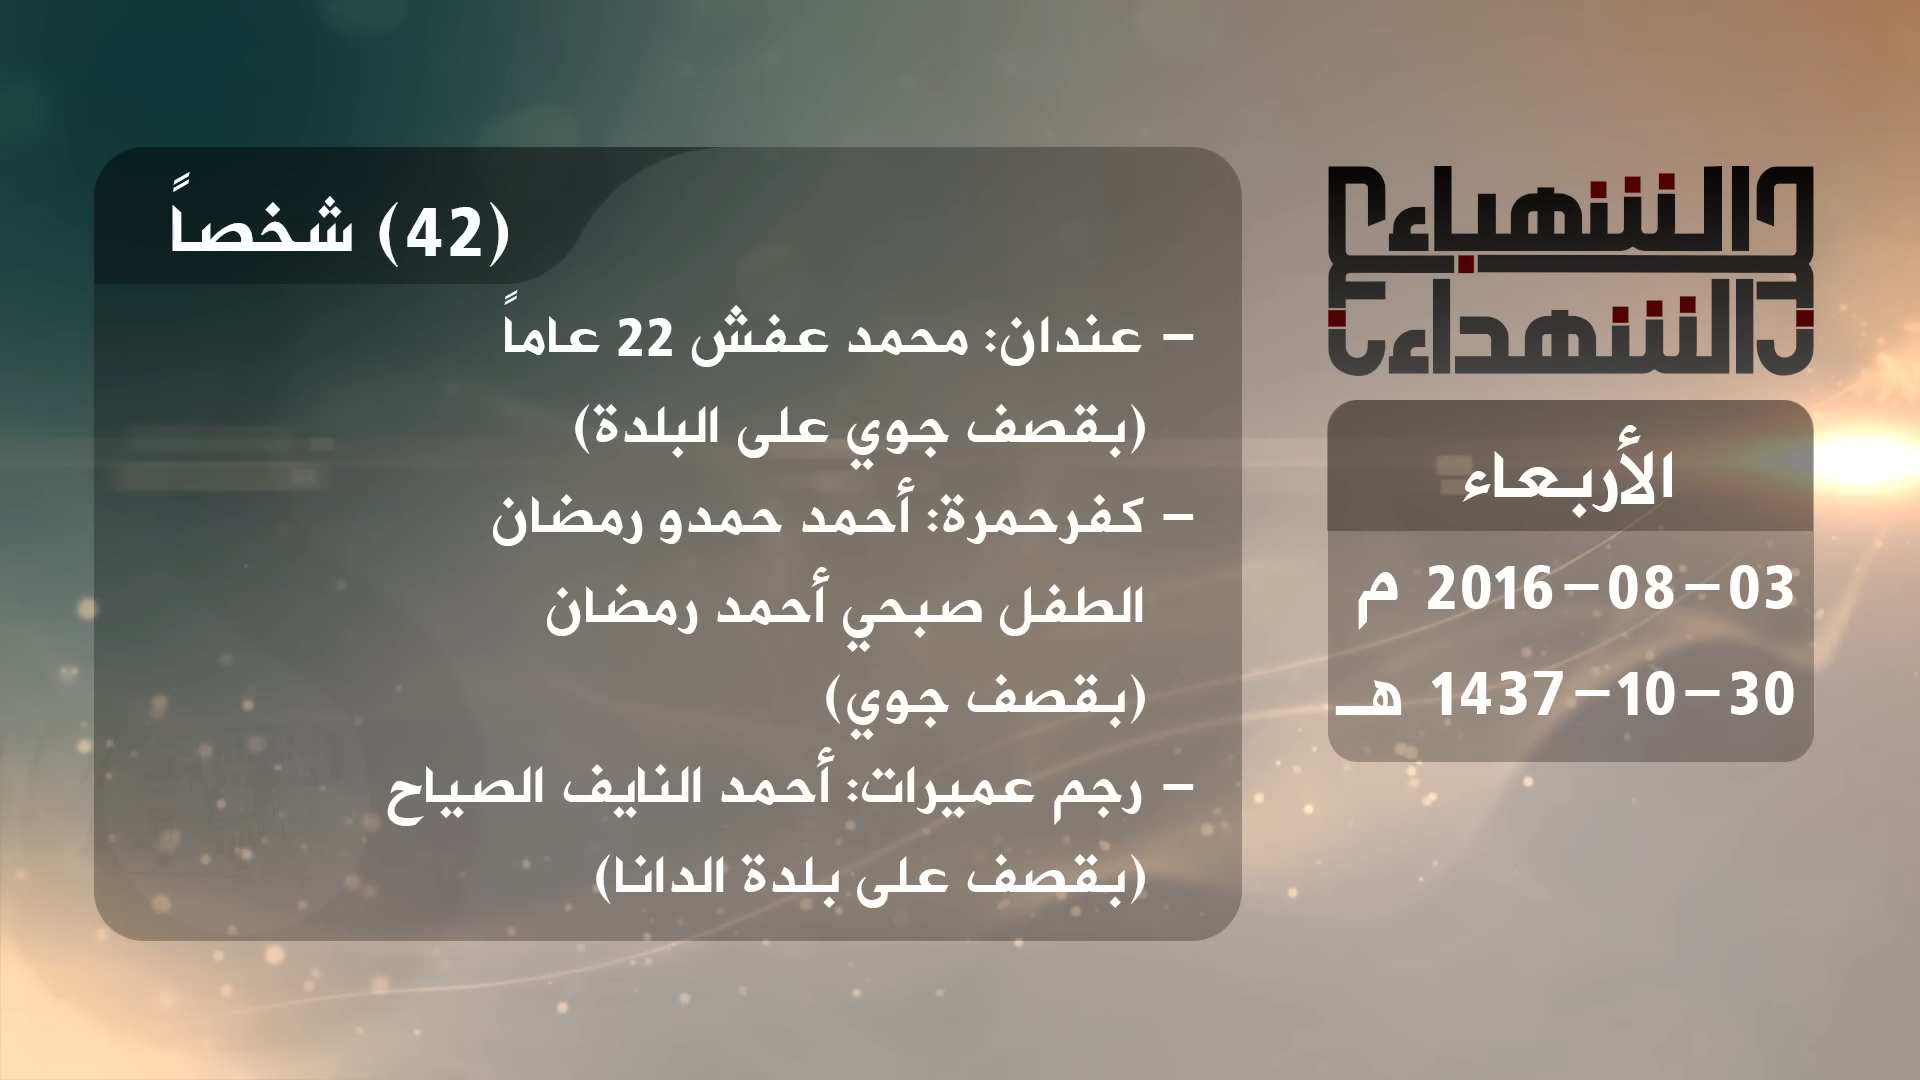 الشهباء
والشهداء
الأربعاء
03-08-2016 م
30-10-1437 هـ
(42) شخصاً
- عندان: محمد عفش 22 عاماً
(بقصف جوي على البلدة)
- كفرحمرة: أحمد حمدو رمضان
الطفل صبحي أحمد رمضان
(بقصف جوي)
- رجم عميرات: أحمد النايف الصياح
(بقصف على بلدة الدانا)